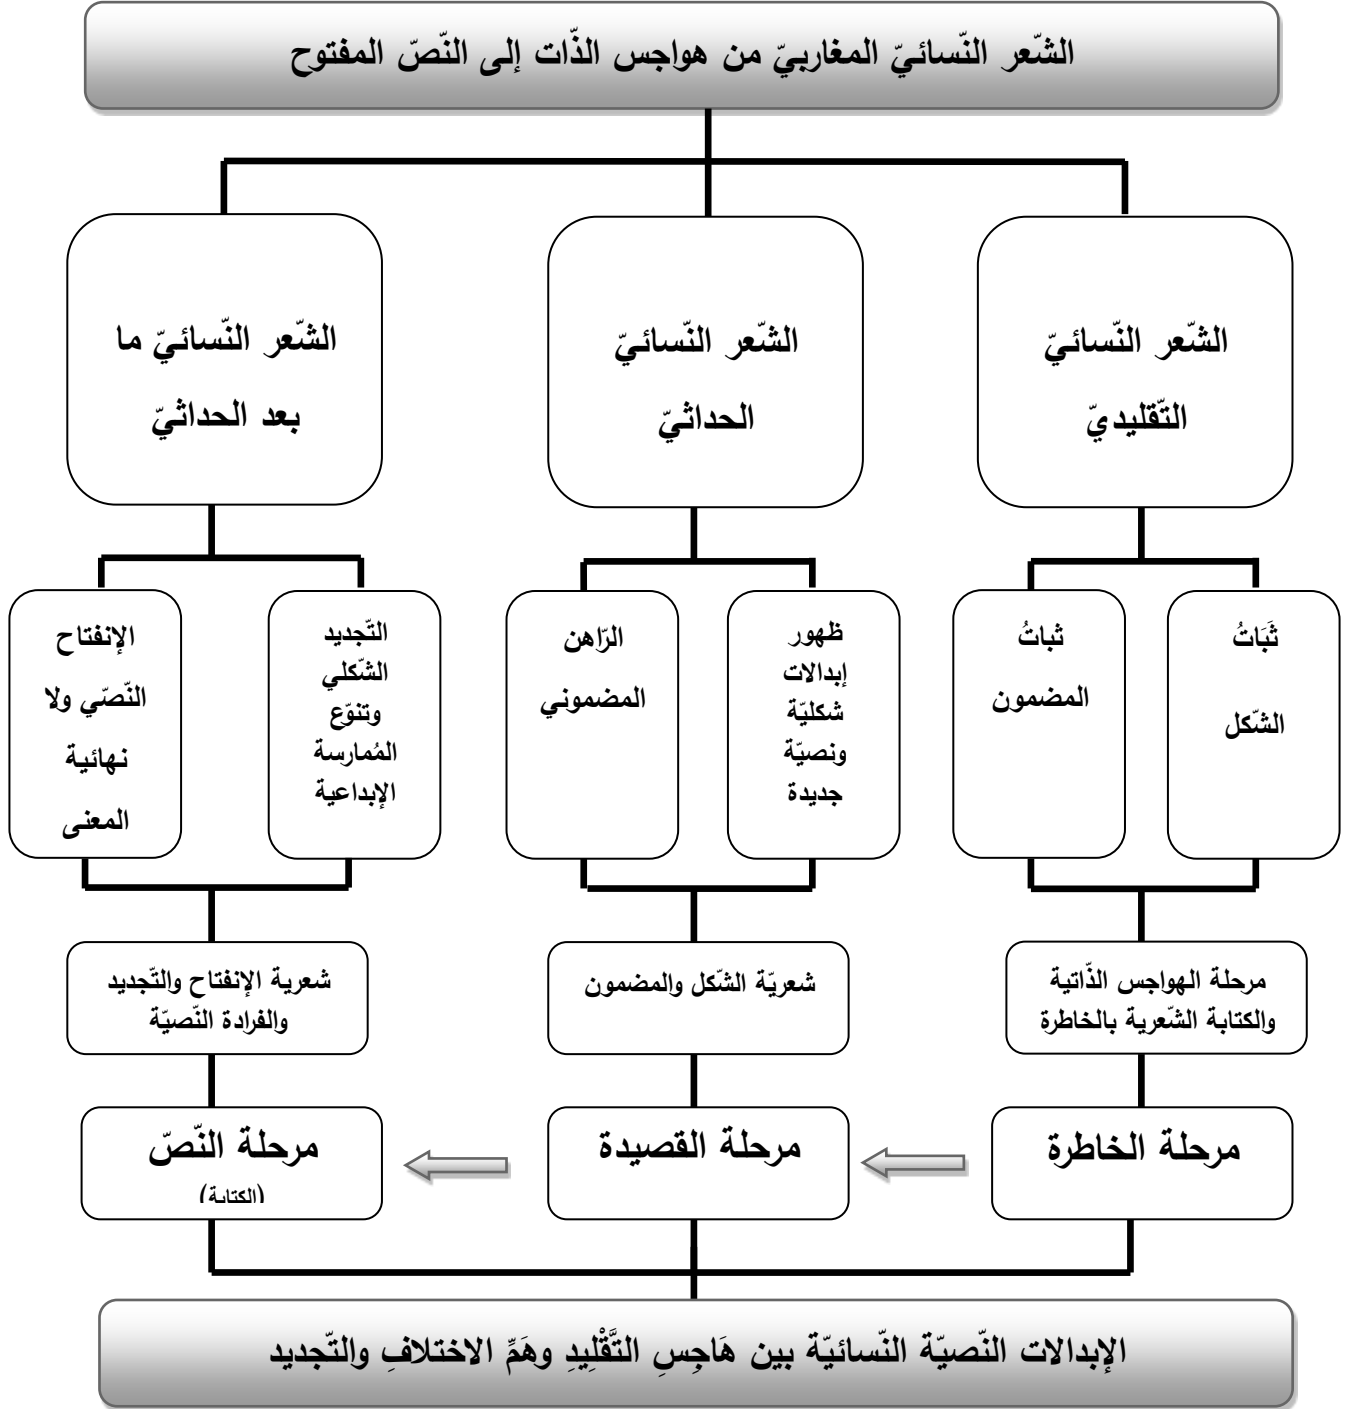 الشّعر النّسائيّ المغاربيّ من هواجس الذّات إلى النّصّ المفتوح
الشّعر النّسائيّ
التّقليديّ
الشّعر النّسائيّ
الحداثيّ
الشّعر النّسائيّ ما
بعد الحداثيّ
ثَبَاتُ
الشّكل
ثباتُ
المضمون
ظهور
إبدالات
شكليّة
ونصيّة
جديدة
الرّاهن
المضموني
التّجديد
الشّكلي
وتنوّع
المُمارسة
الإبداعية
الإنفتاح
النّصّي ولا
نهائية
المعنى
مرحلة الهواجس الذّاتية
والكتابة الشّعرية بالخاطرة
شعريّة الشّكل والمضمون
شعرية الإنفتاح والتّجديد
والفرادة النّصيّة
مرحلة الخاطرة
مرحلة القصيدة
مرحلة النّصّ
(الكتابة)
الإبدالات النّصيّة النّسائيّة بين هَاجِسِ التَّقْلِيدِ وهَمِّ الاختلافِ والتّجديد